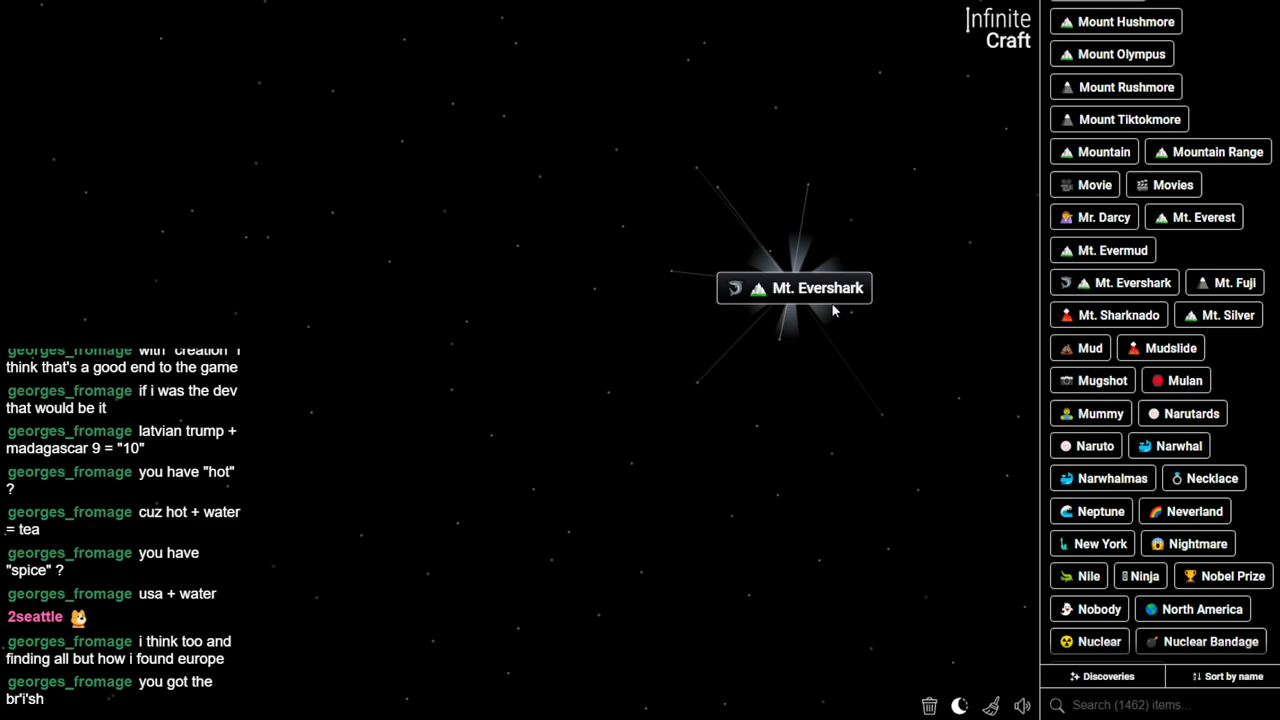 Infinite
Craft
Mount Hushmore
Mount Olympus
Mount Rushmore
Mount Tiktokmore
Mountain Mountain Range
Movie Movies
Mr. Darcy Mt. Everest
Mt. Evermud
Mt. Evershark Mt. Fuji
Mt. Sharknado Mt. Silver
Mud Mudslide
Mugshot Mulan
Mummy Narutards
Naruto Narwhal
Narwhalmas Necklace
Neptune Neverland
New York Nightmare
Nile Ninja Nobel Prize
Nobody North America
Nuclear Nuclear Bandage
Discoveries Sort by name
Search (1462) items...
Mt. Evershark
georges_fromage with "creation" i
think that's a good end to the game
georges_fromage if i was the dev
that would be it
georges_fromage latvian trump +
madagascar 9 = "10"
georges_fromage you have "hot"
?
georges_fromage cuz hot + water
= tea
georges_fromage you have
"spice" ?
georges_fromage usa + water
2seattle
georges_fromage i think too and
finding all but how i found europe
georges_fromage you got the
br'i'sh